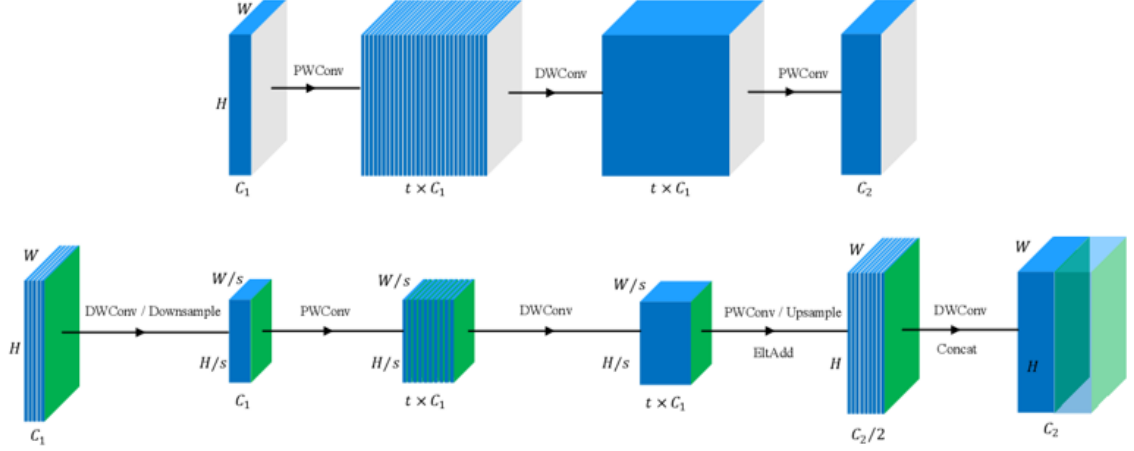 W
PWConv
DWConv
PWConv
H
C₁
t × C₁
t × C₁
C₂
W
W/s
W/s
W/s
W
W
DWConv / Downsample
PWConv
DWConv
PWConv / Upsample
DWConv
H
H/s
H/s
H/s
EltAdd
H
Concat
H
C₁
C₁
t × C₁
t × C₁
C₂/2
C₂